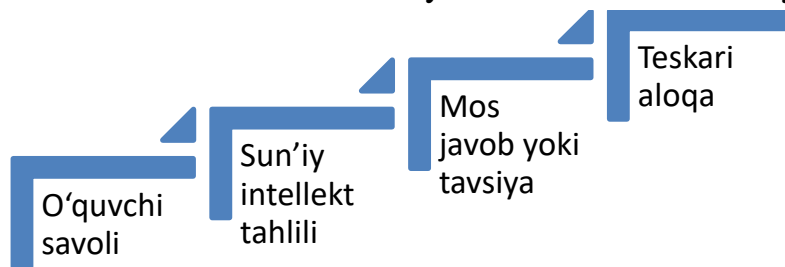 O‘quvchi
savoli
Sun’iy
intellekt
tahlili
Mos
javob yoki
tavsiya
Teskari
aloqa